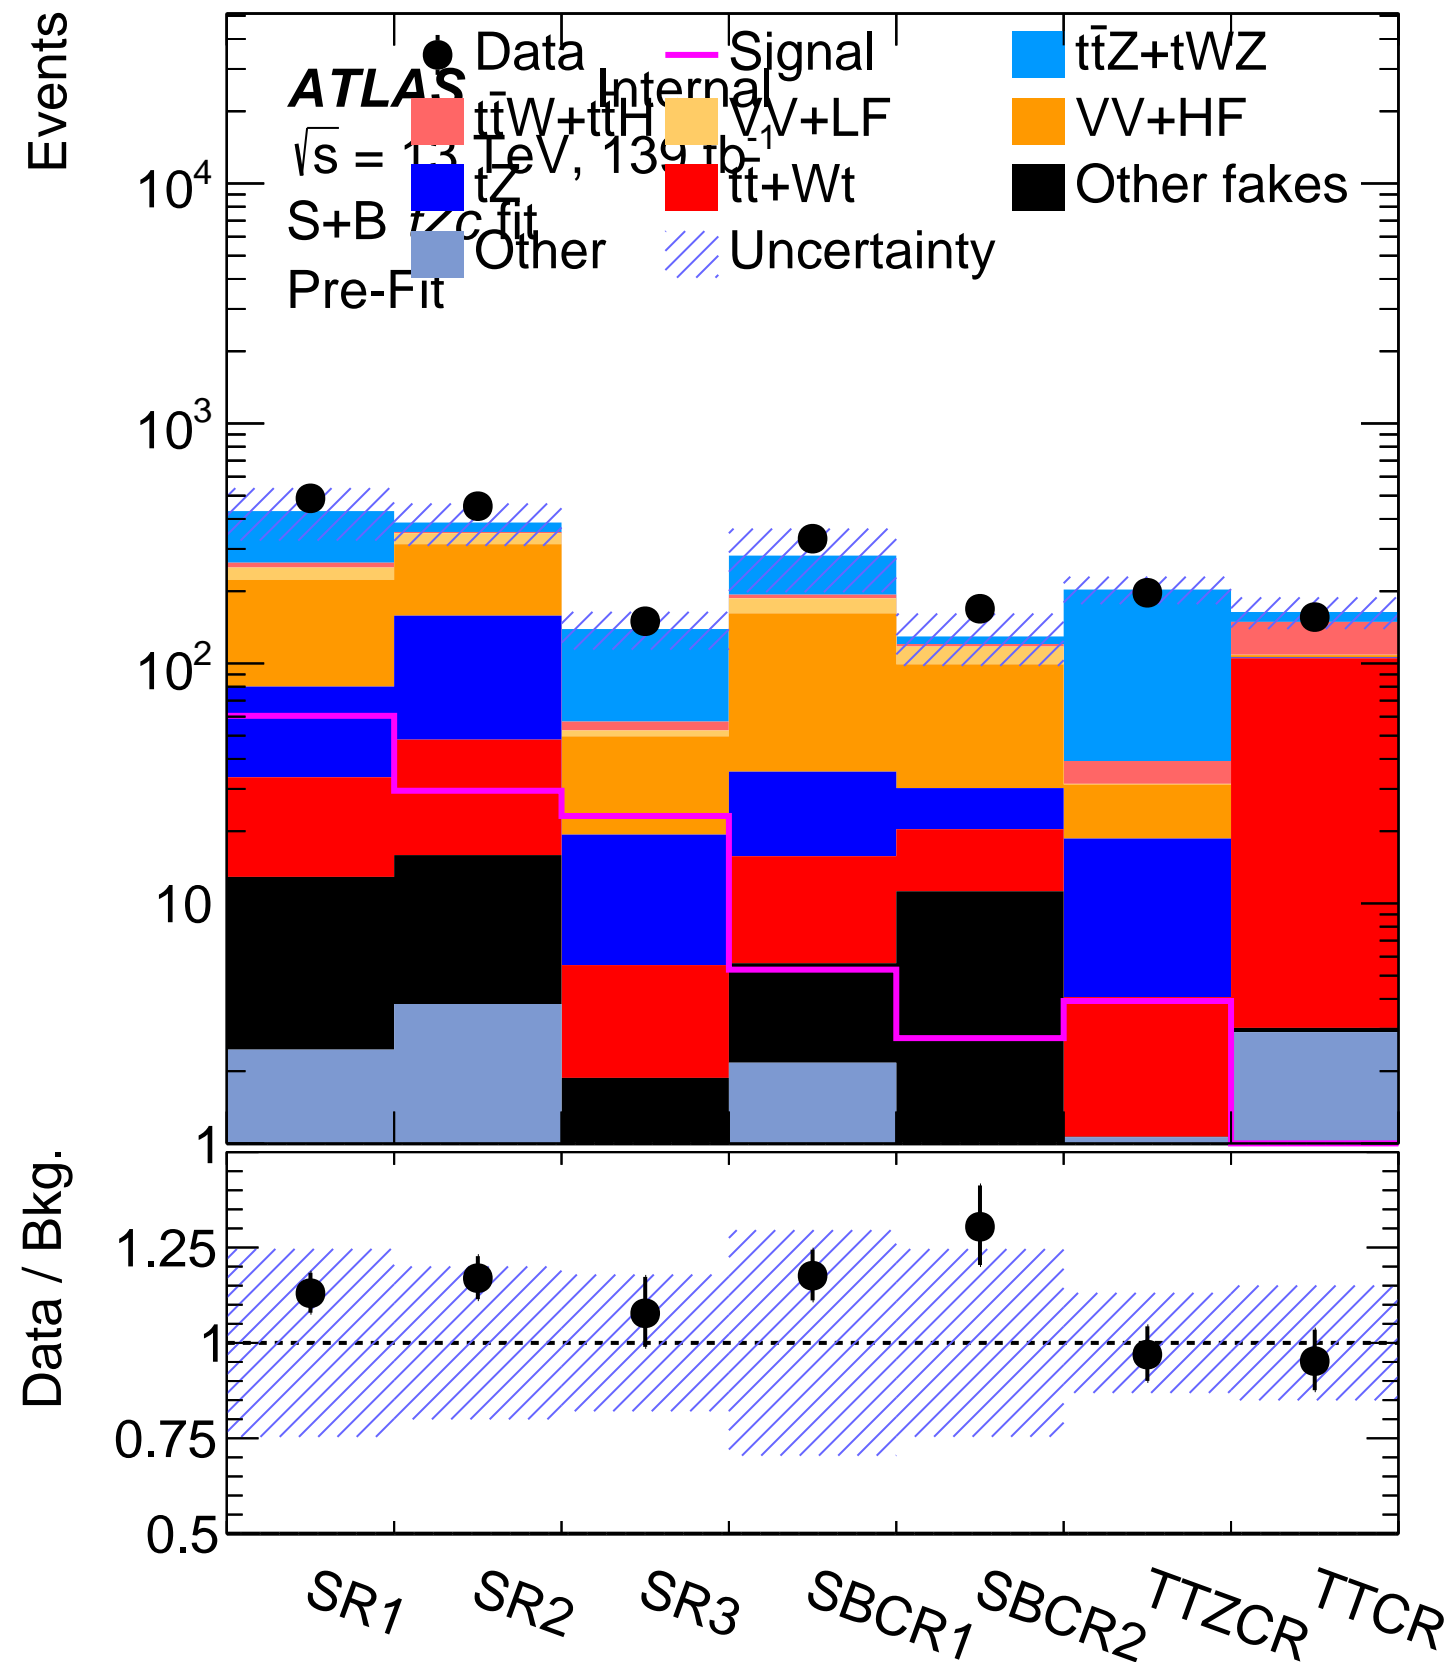 Events
Data
Signal
tt̄Z+tWZ
ATLAS Internal
tt̄W+tt̄H
VV+LF
VV+HF
√s = 13 TeV, 139 fb⁻¹
tZ
tt̄+Wt
Other fakes
S+B tZc fit
Other
Uncertainty
Pre-Fit
10⁴
10³
10²
10
1
Data / Bkg.
1.25
1
0.75
0.5
SR1
SR2
SR3
SBCR1
SBCR2
TTZCR
TTCR